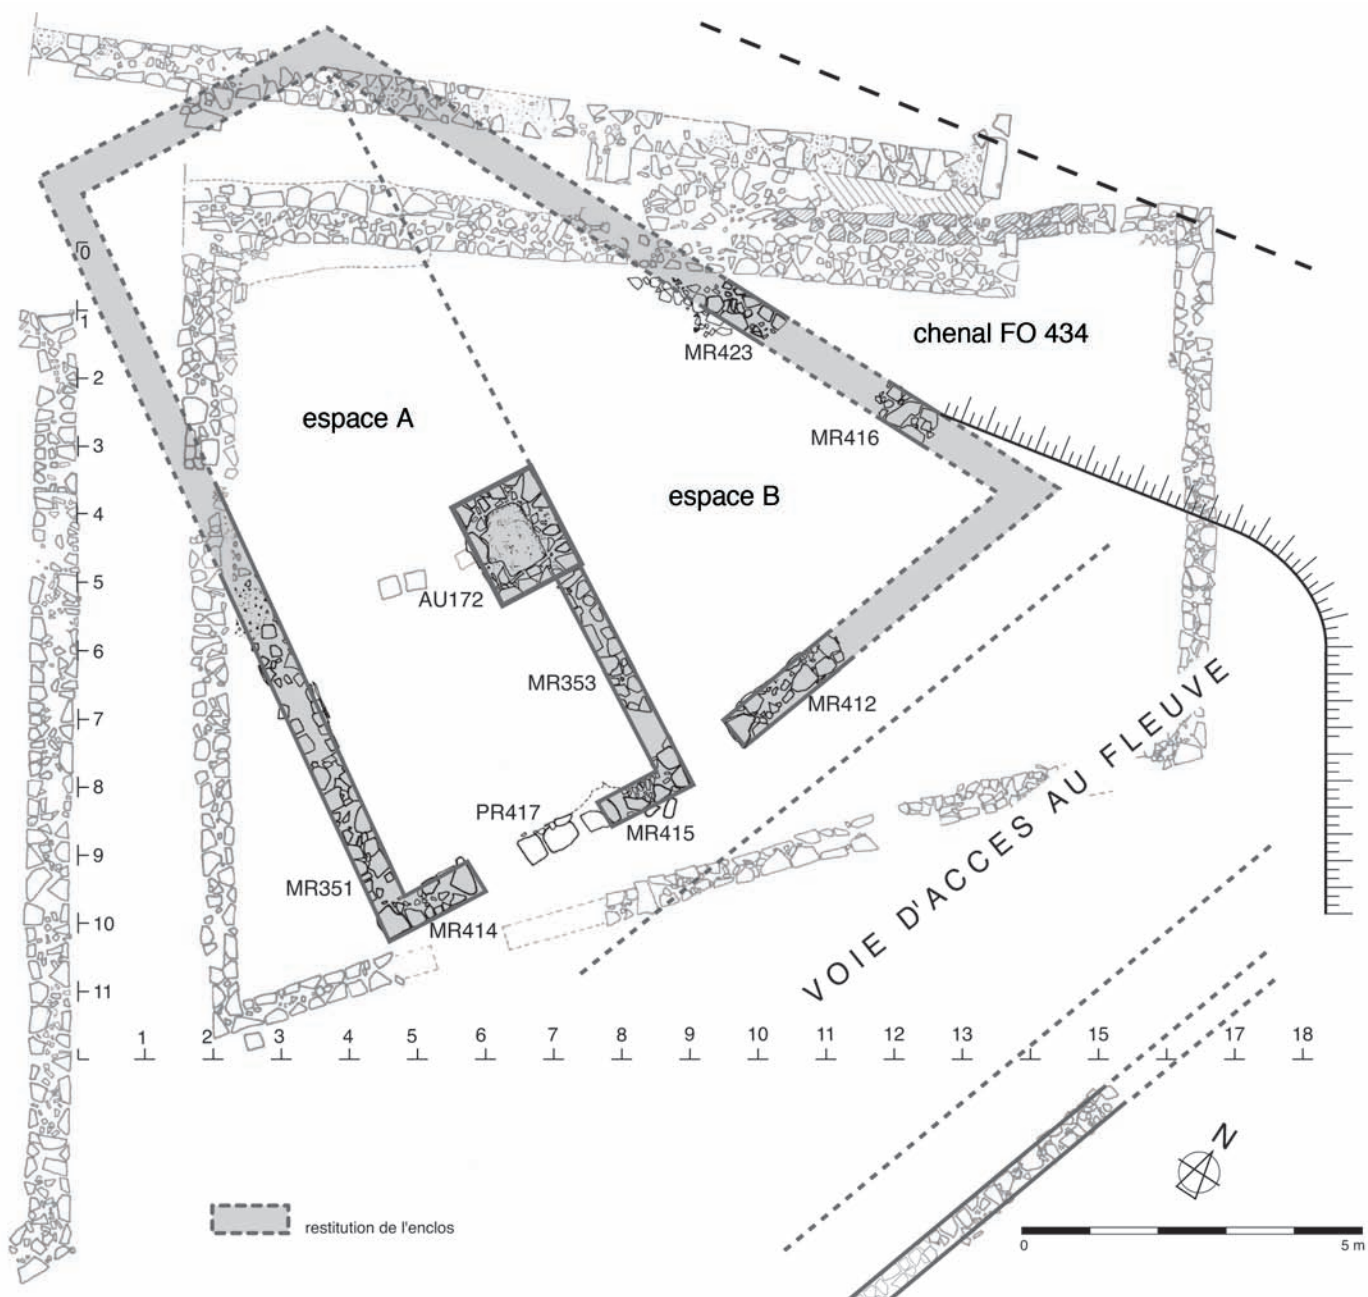 0
1
2
3
4
5
6
7
8
9
10
11
chenal FO 434
MR423
espace A
MR416
espace B
AU172
MR353
MR412
PR417
MR415
MR351
MR414
VOIE D'ACCES AU FLEUVE
1 2 3 4 5 6 7 8 9 10 11 12 13 15 17 18
N
restitution de l'enclos
0 5 m